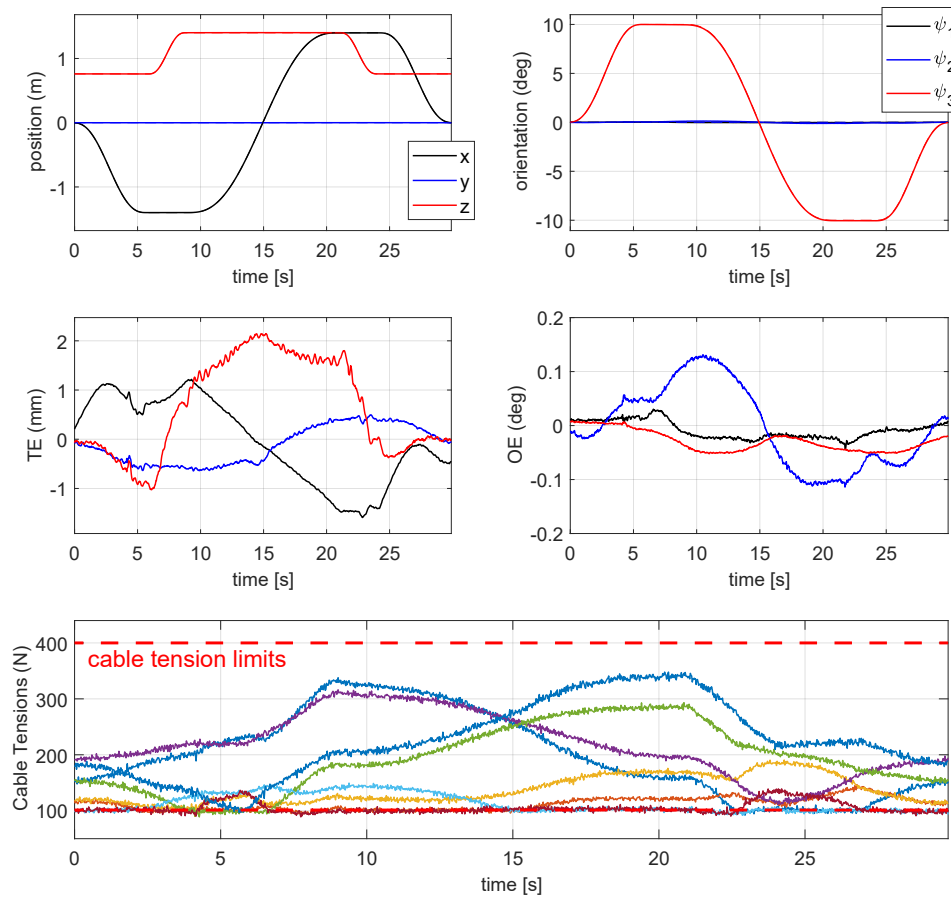 position (m)
1
0
-1
0 5 10 15 20 25
time [s]
x
y
z
orientation (deg)
10
5
0
-5
-10
0 5 10 15 20 25
time [s]
ψ
ψ2
ψ3
TE (mm)
2
1
0
-1
0 5 10 15 20 25
time [s]
OE (deg)
0.2
0.1
0
-0.1
-0.2
0 5 10 15 20 25
time [s]
Cable Tensions (N)
400
300
200
100
cable tension limits
0 5 10 15 20 25
time [s]